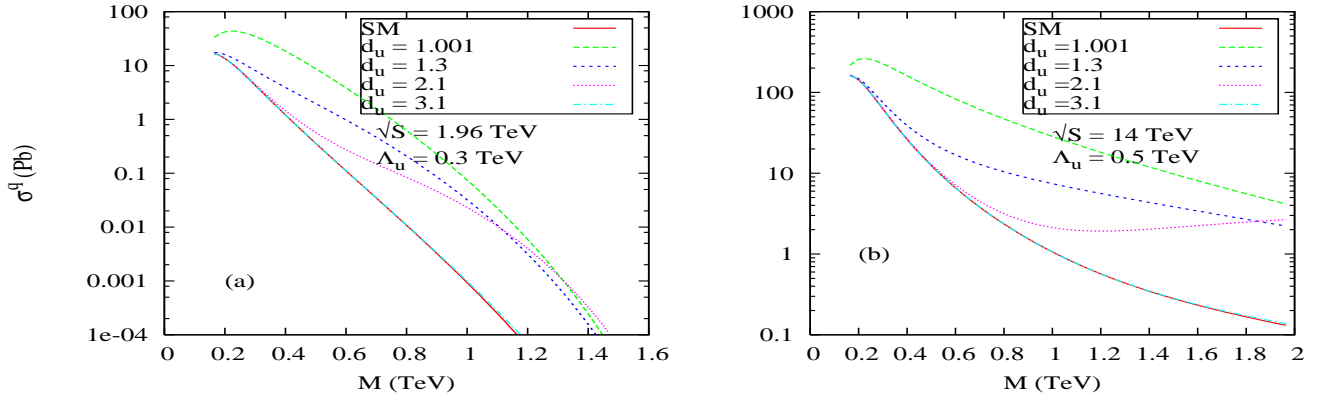 100
10
1
0.1
0.01
0.001
1e-04
0 0.2 0.4 0.6 0.8 1 1.2 1.4 1.6
σ^q (Pb)
M (TeV)
(a)
SM
d_u = 1.001
d_u = 1.3
d_u = 2.1
d_u = 3.1
√S = 1.96 TeV
Λ_u = 0.3 TeV
1000
100
10
1
0.1
0 0.2 0.4 0.6 0.8 1 1.2 1.4 1.6 1.8 2
M (TeV)
(b)
SM
d_u = 1.001
d_u =1.3
d_u =2.1
d_u =3.1
√S = 14 TeV
Λ_u = 0.5 TeV